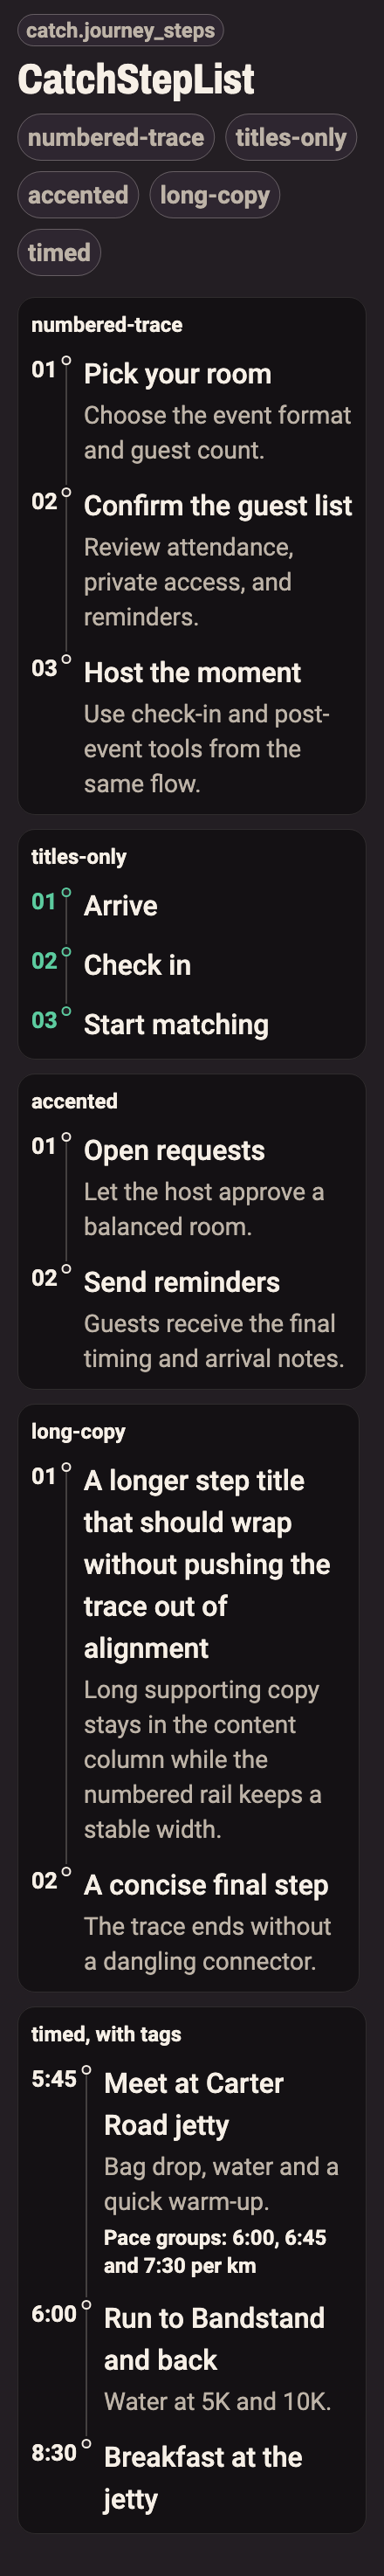 catch.journey_steps
CatchStepList
numbered-trace
titles-only
accented
long-copy
timed
numbered-trace
01 Pick your room
Choose the event format
and guest count.
02 Confirm the guest list
Review attendance,
private access, and
reminders.
03 Host the moment
Use check-in and post-
event tools from the
same flow.
titles-only
01 Arrive
02 Check in
03 Start matching
accented
01 Open requests
Let the host approve a
balanced room.
02 Send reminders
Guests receive the final
timing and arrival notes.
long-copy
01 A longer step title
that should wrap
without pushing the
trace out of
alignment
Long supporting copy
stays in the content
column while the
numbered rail keeps a
stable width.
02 A concise final step
The trace ends without
a dangling connector.
timed, with tags
5:45 Meet at Carter
Road jetty
Bag drop, water and a
quick warm-up.
Pace groups: 6:00, 6:45
and 7:30 per km
6:00 Run to Bandstand
and back
Water at 5K and 10K.
8:30 Breakfast at the
jetty